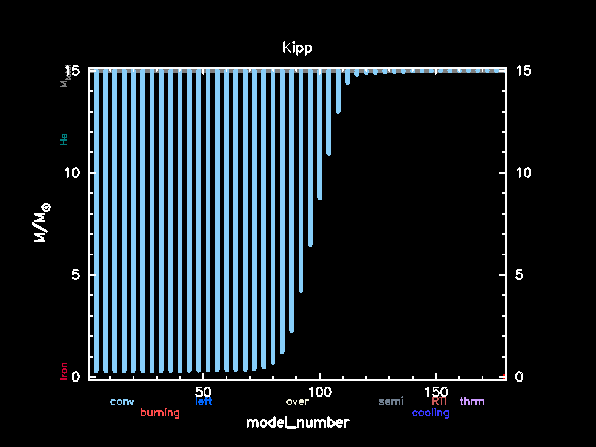 Kipp
15 15
He
10 10
M/M☉
5 5
Iron
0 0
50 100 150
conv left over semi RTI thrm
burning cooling
model_number